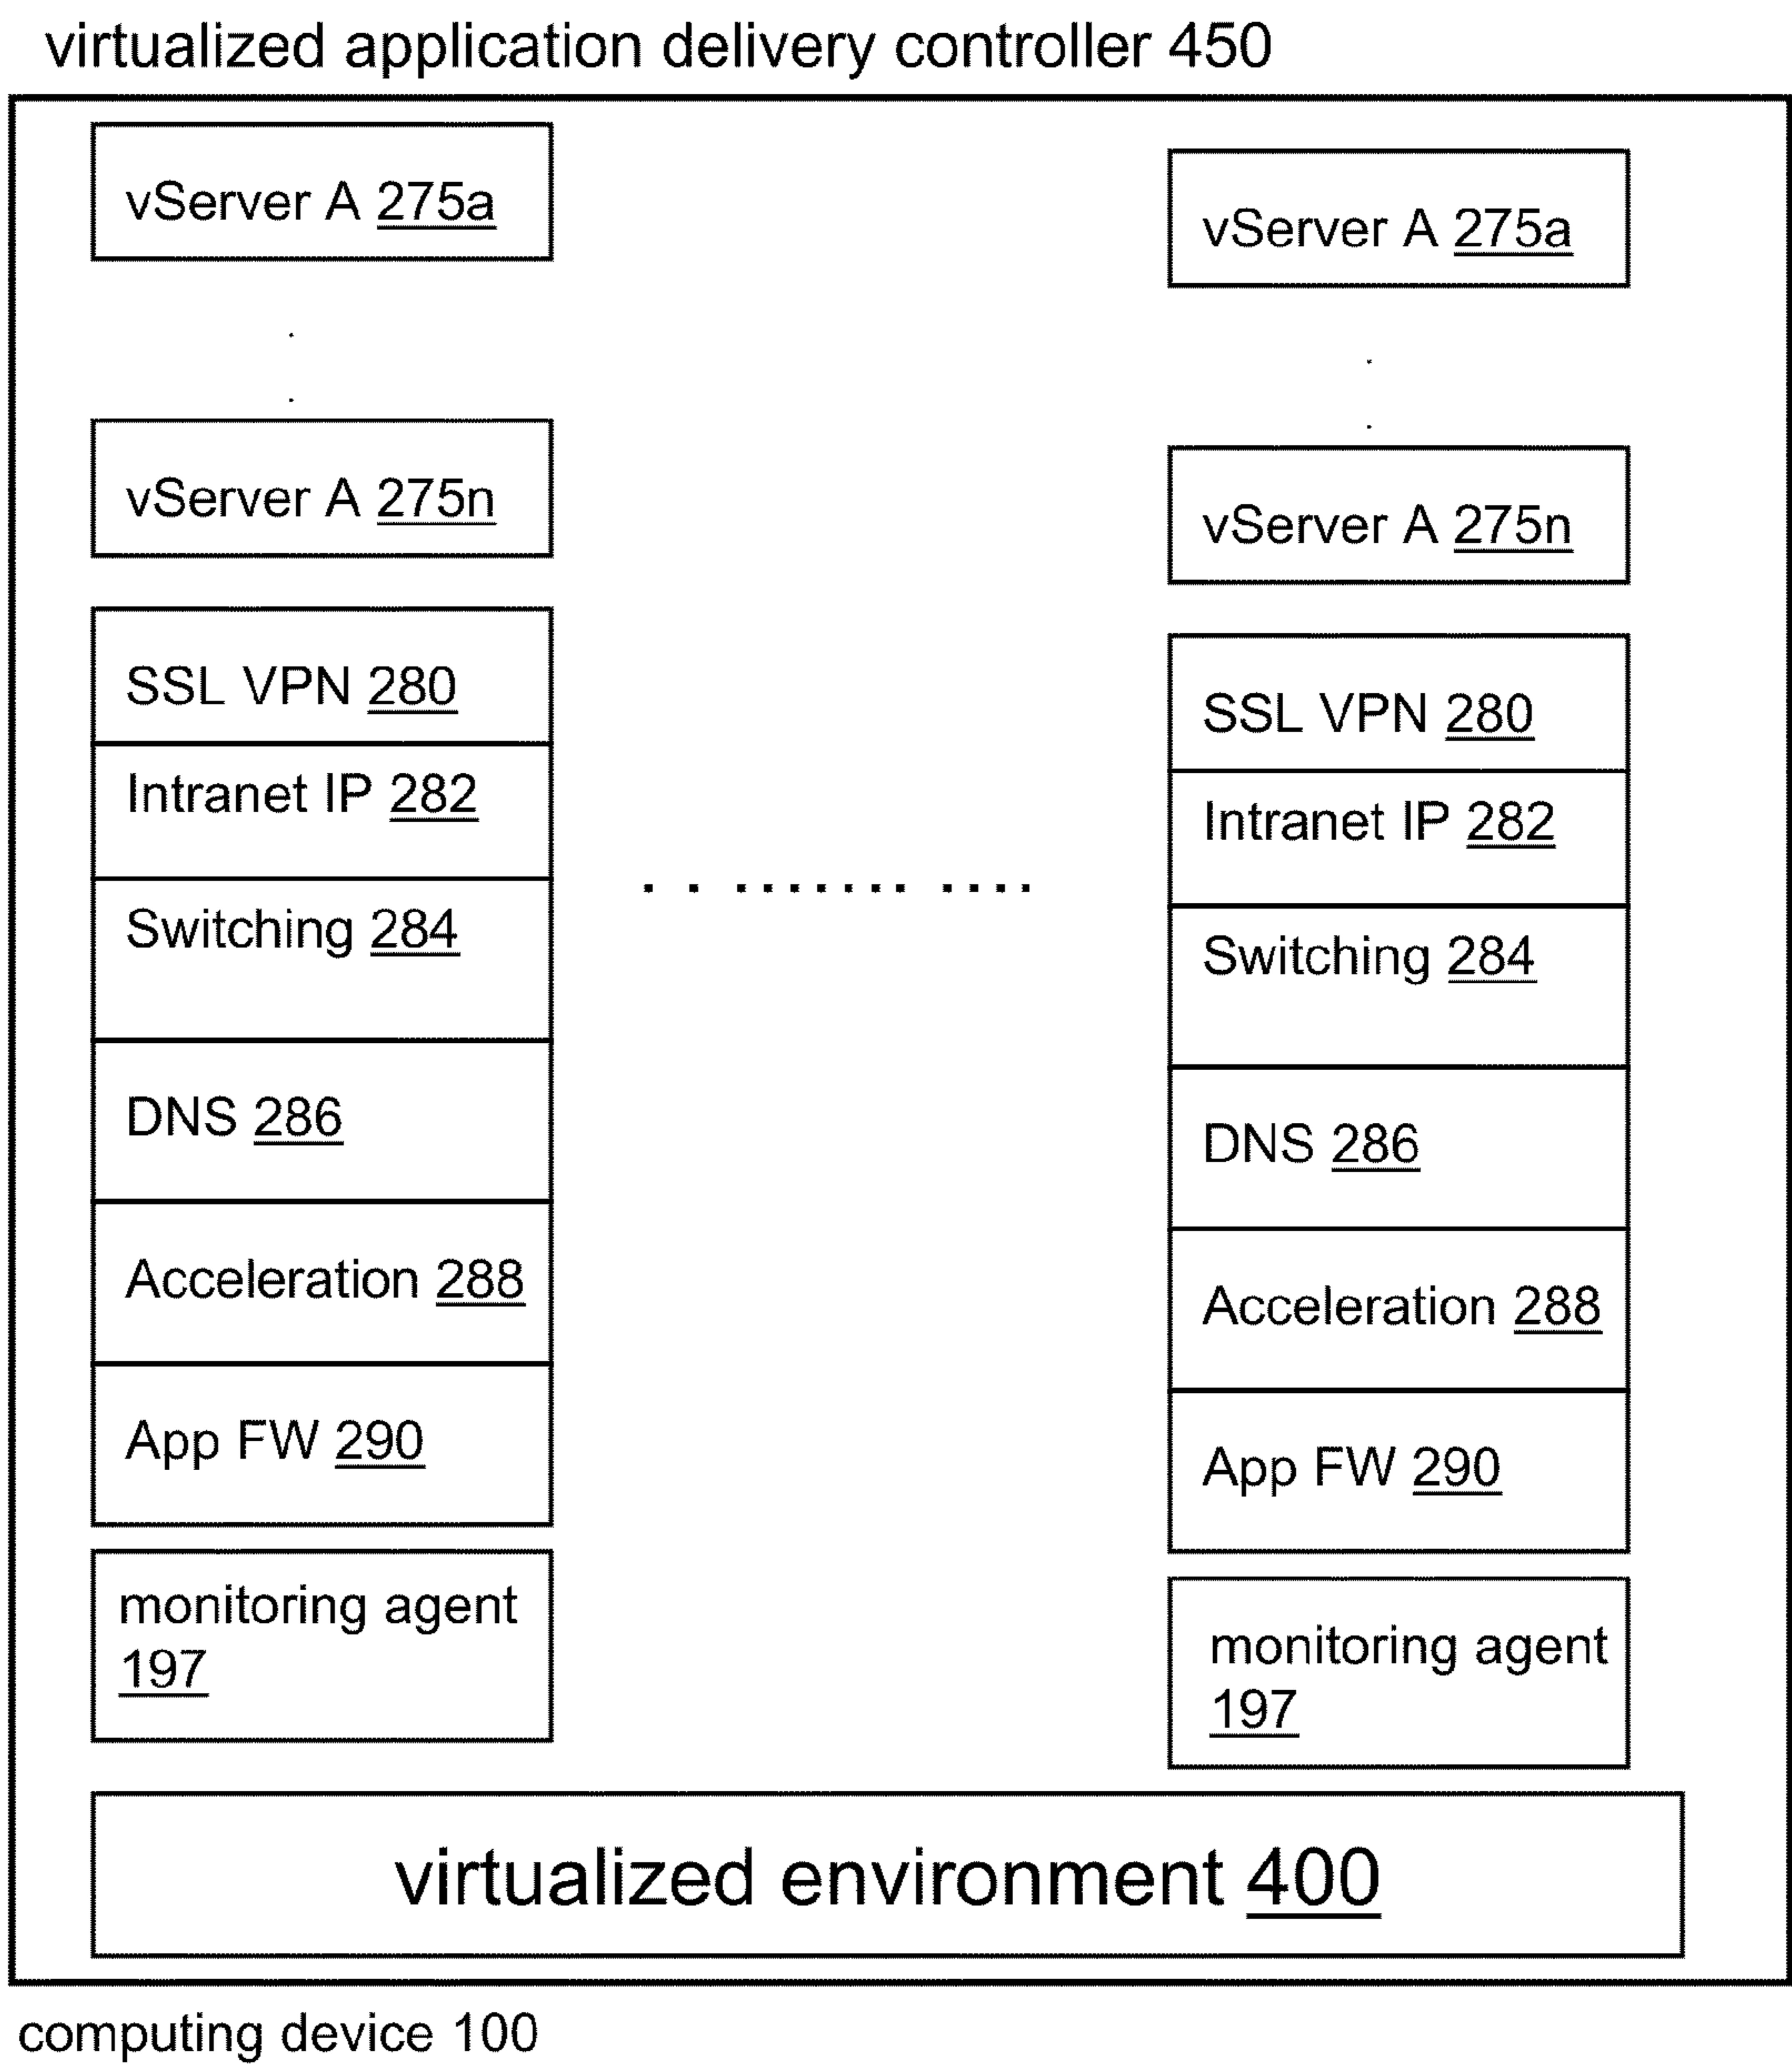 virtualized application delivery controller 450
vServer A 275a
vServer A 275n
SSL VPN 280
Intranet IP 282
Switching 284
DNS 286
Acceleration 288
App FW 290
monitoring agent
197
vServer A 275a
vServer A 275n
SSL VPN 280
Intranet IP 282
Switching 284
DNS 286
Acceleration 288
App FW 290
monitoring agent
197
virtualized environment 400
computing device 100